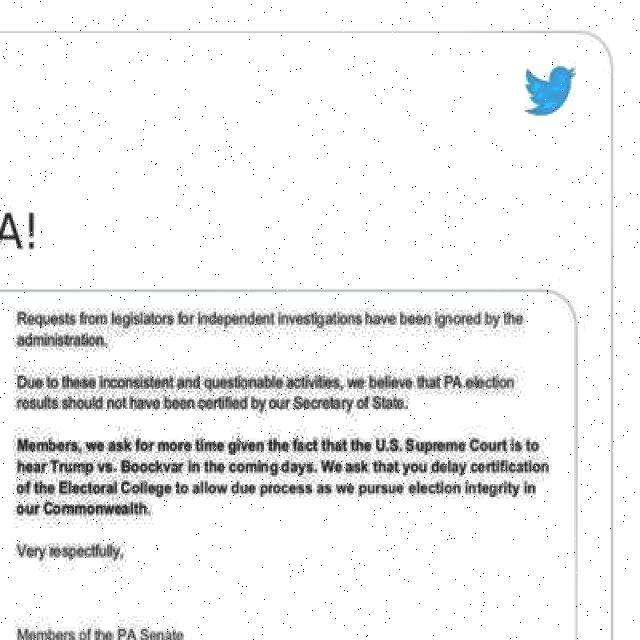 A!
Requests from legislators for independent investigations have been ignored by the
administration.
Due to these inconsistent and questionable activities, we believe that PA election
results should not have been certified by our Secretary of State.
Members, we ask for more time given the fact that the U.S. Supreme Court is to
hear Trump vs. Boockvar in the coming days. We ask that you delay certification
of the Electoral College to allow due process as we pursue election integrity in
our Commonwealth.
Very respectfully,
Members of the PA Senate